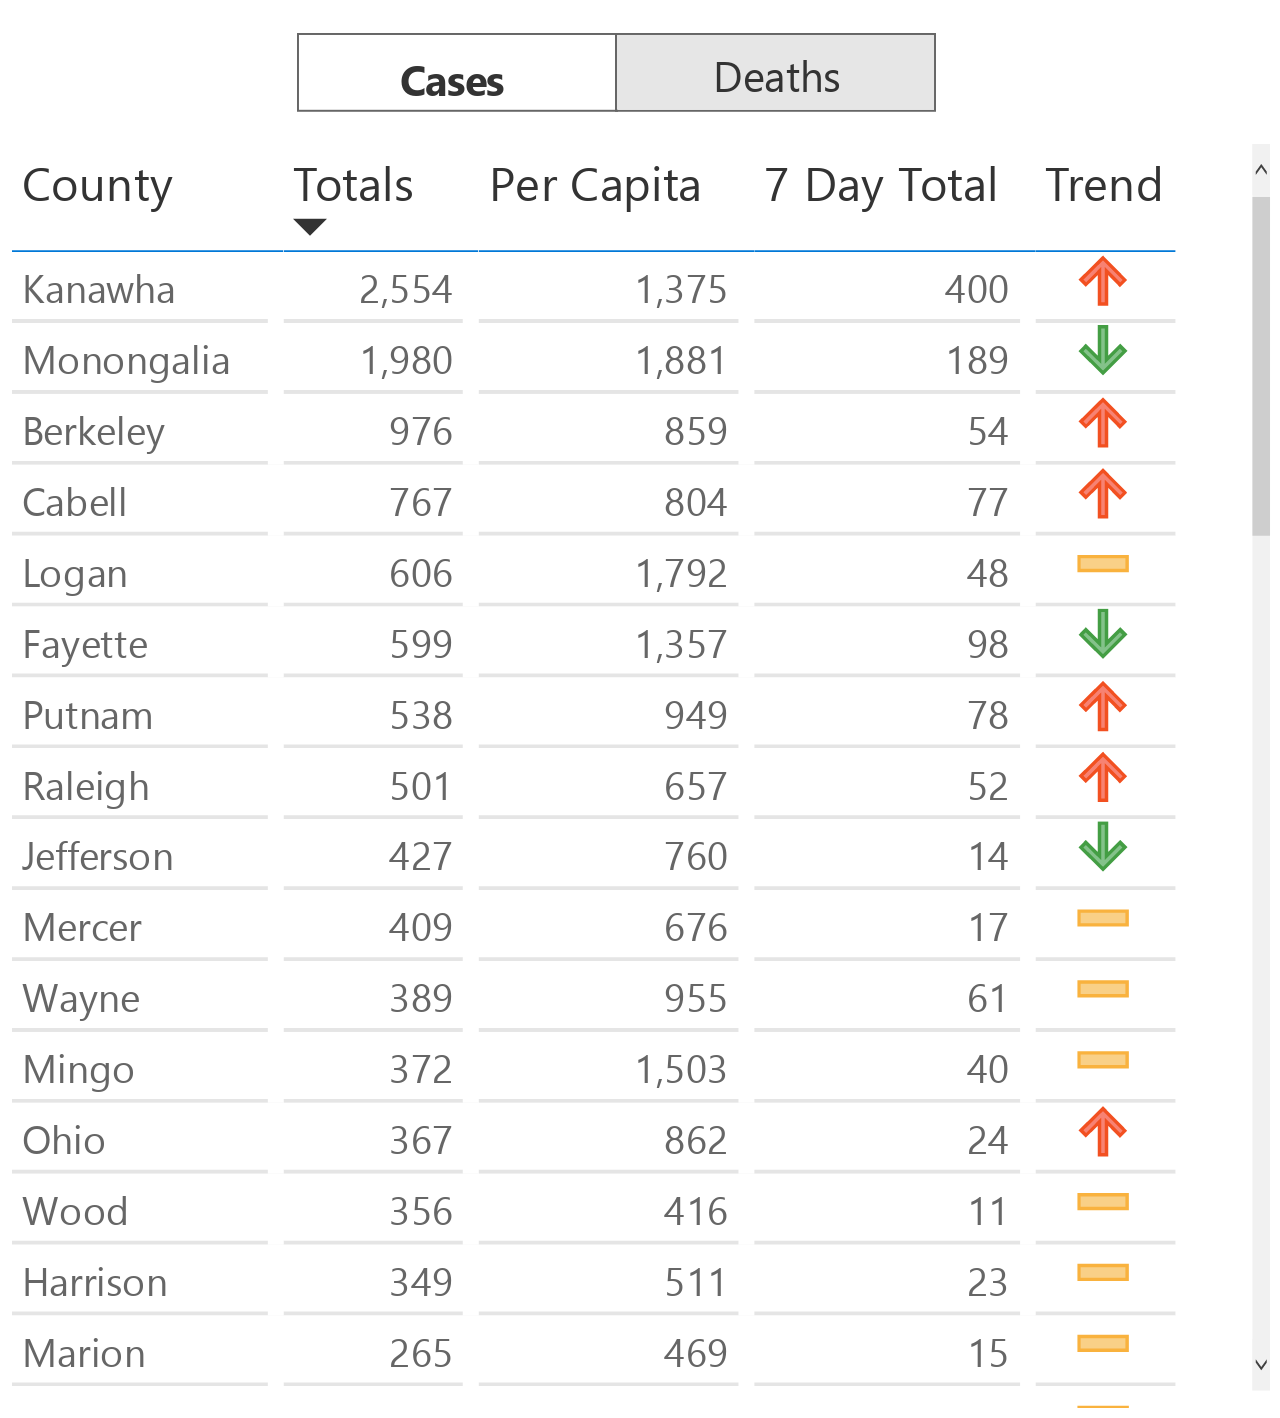 Cases Deaths
County Totals Per Capita 7 Day Total Trend
Kanawha 2,554 1,375 400
Monongalia 1,980 1,881 189
Berkeley 976 859 54
Cabell 767 804 77
Logan 606 1,792 48
Fayette 599 1,357 98
Putnam 538 949 78
Raleigh 501 657 52
Jefferson 427 760 14
Mercer 409 676 17
Wayne 389 955 61
Mingo 372 1,503 40
Ohio 367 862 24
Wood 356 416 11
Harrison 349 511 23
Marion 265 469 15